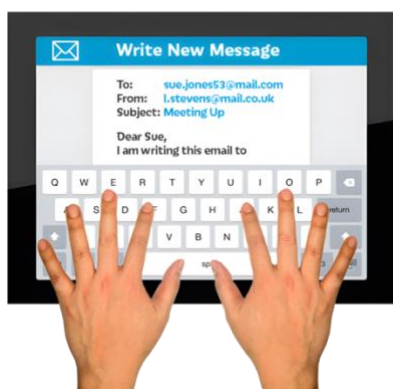 Write New Message
To: sue.jones53@mail.com
From: l.stevens@mail.co.uk
Subject: Meeting Up
Dear Sue,
I am writing this email to
Q W E R T Y U I O P
S D G H K L return
V B N